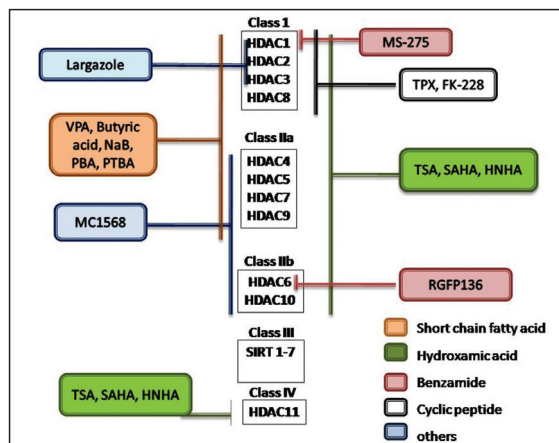 Class 1
HDAC1
HDAC2
HDAC3
HDAC8
MS-275
Largazole
TPX, FK-228
VPA, Butyric
acid, NaB,
PBA, PTBA
Class IIa
HDAC4
HDAC5
HDAC7
HDAC9
TSA, SAHA, HNHA
MC1568
Class IIb
HDAC6
HDAC10
RGFP136
Class III
SIRT 1-7
Class IV
HDAC11
TSA, SAHA, HNHA
Short chain fatty acid
Hydroxamic acid
Benzamide
Cyclic peptide
others